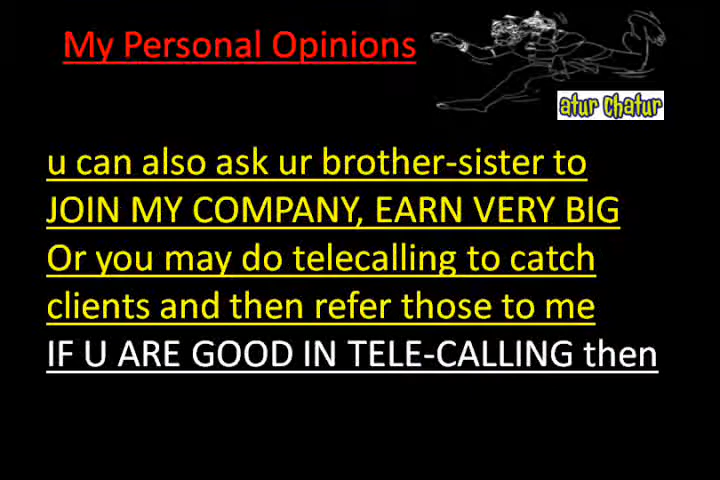 My Personal Opinions
atur chatur
u can also ask ur brother-sister to
JOIN MY COMPANY, EARN VERY BIG
Or you may do telecalling to catch
clients and then refer those to me
IF U ARE GOOD IN TELE-CALLING then